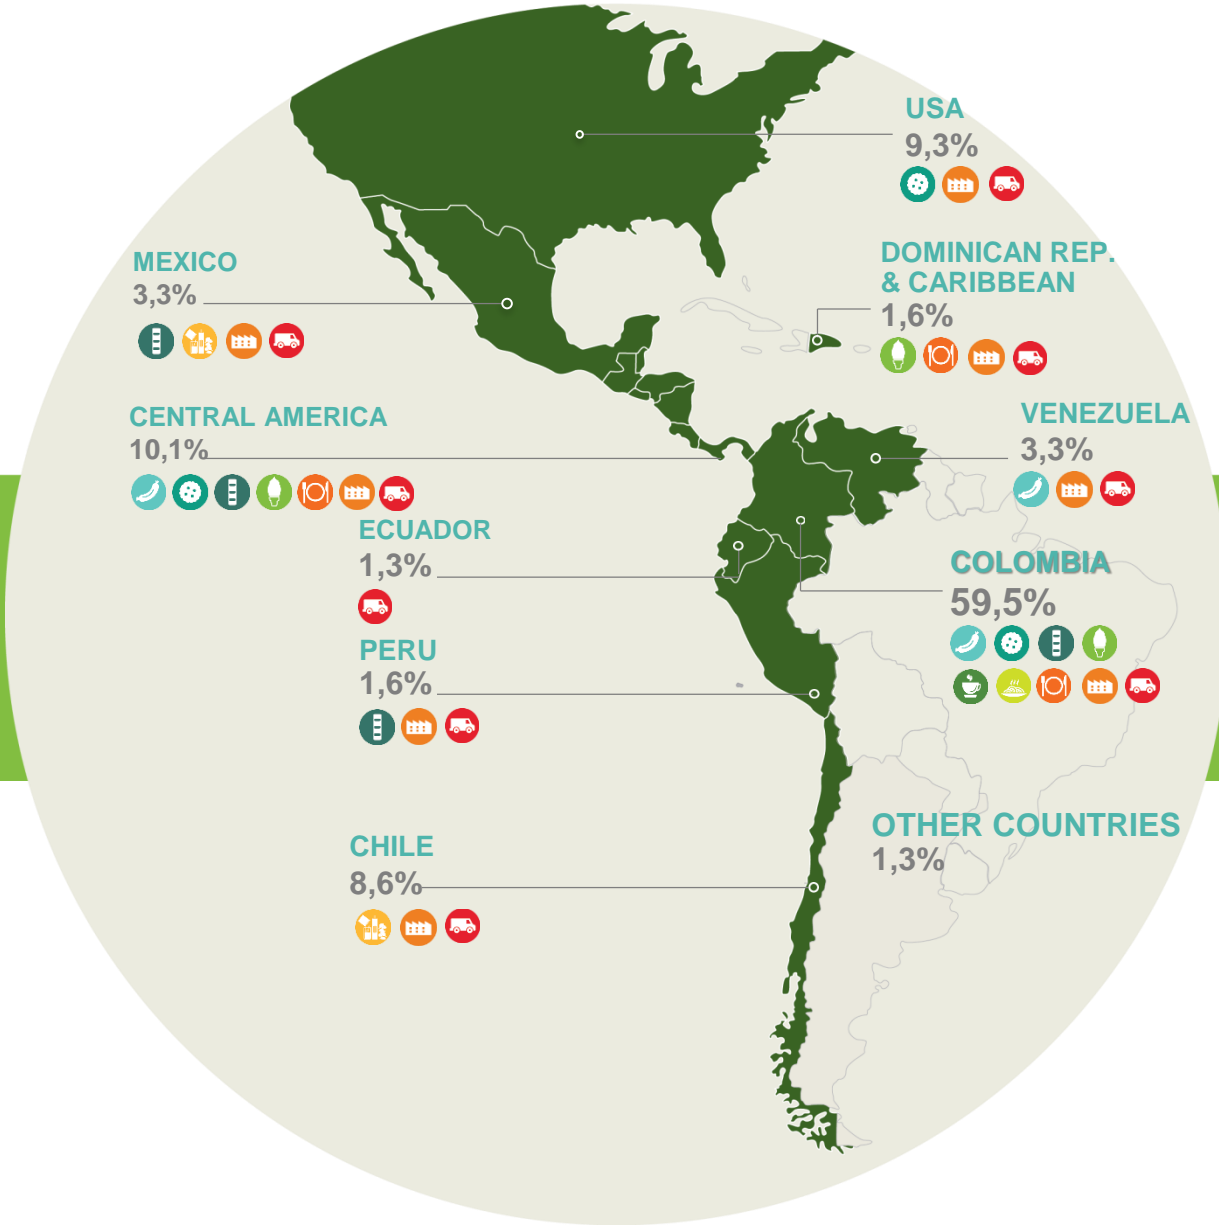 USA
9,3%
MEXICO
3,3%
DOMINICAN REP.
& CARIBBEAN
1,6%
CENTRAL AMERICA
10,1%
VENEZUELA
3,3%
ECUADOR
1,3%
COLOMBIA
59,5%
PERU
1,6%
OTHER COUNTRIES
1,3%
CHILE
8,6%